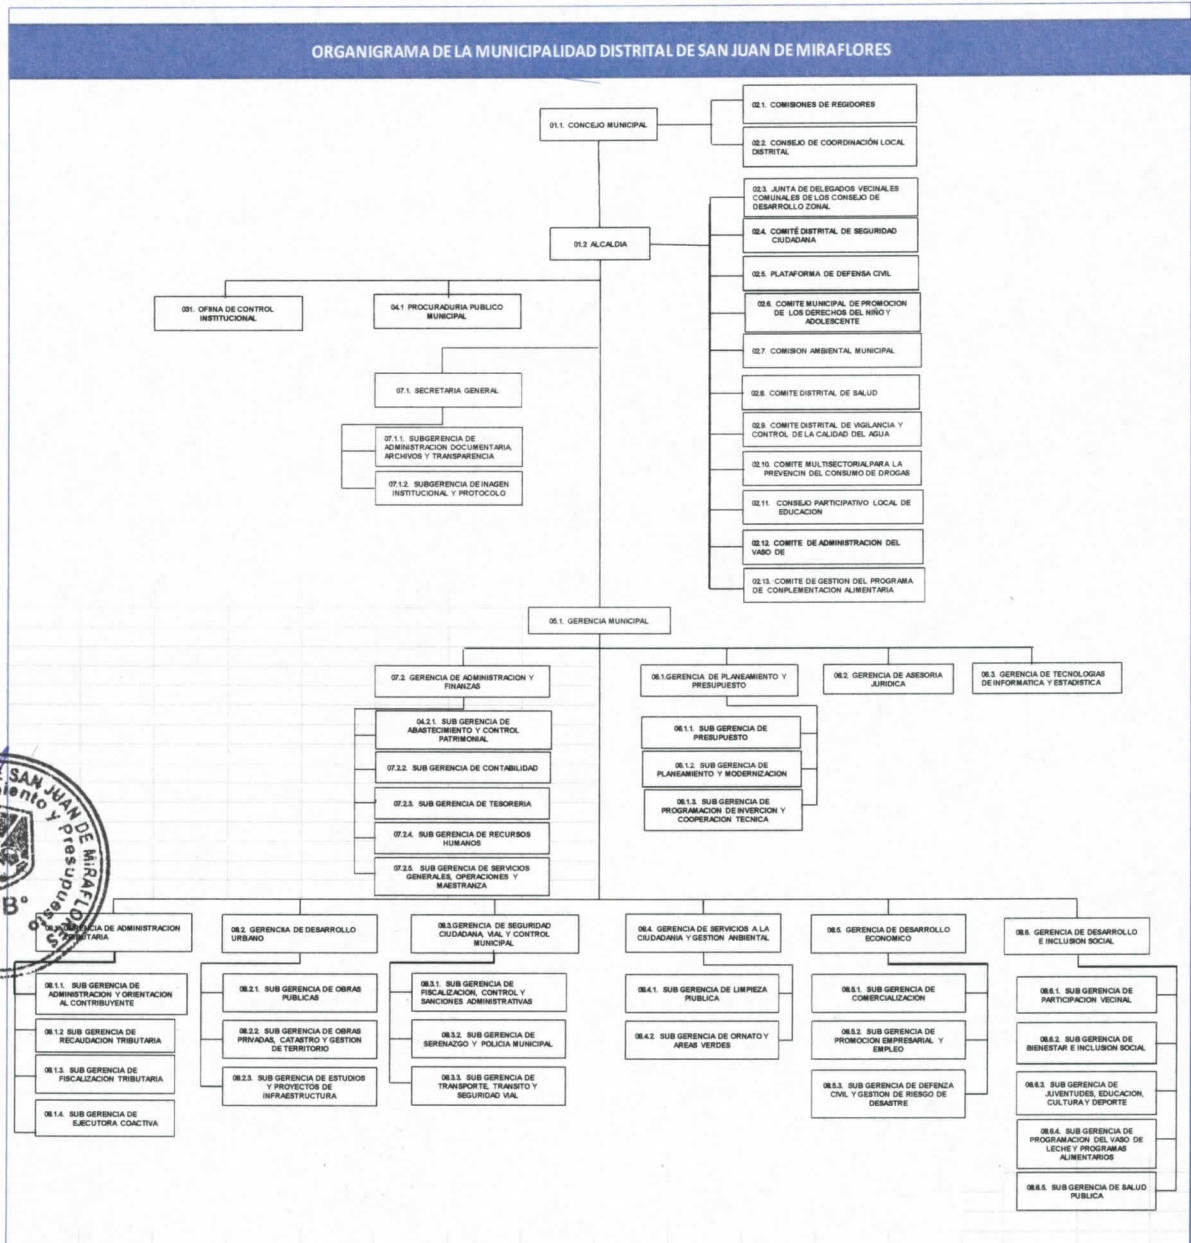 ORGANIGRAMA DE LA MUNICIPALIDAD DISTRITAL DE SAN JUAN DE MIRAFLORES
01.1. CONCEJO MUNICIPAL
02.1. COMISIONES DE REGIDORES
02.2. CONSEJO DE COORDINACIÓN LOCAL
DISTRITAL
01.2 ALCALDIA
02.3. JUNTA DE DELEGADOS VECINALES
COMUNALES DE LOS CONSEJO DE
DESARROLLO ZONAL
02.4. COMITÉ DISTRITAL DE SEGURIDAD
CIUDADANA
02.5. PLATAFORMA DE DEFENSA CIVIL
02.6. COMITE MUNICIPAL DE PROMOCION
DE LOS DERECHOS DEL NIÑO Y
ADOLESCENTE
02.7. COMISION AMBIENTAL MUNICIPAL
02.8. COMITE DISTRITAL DE SALUD
02.9. COMITE DISTRITAL DE VIGILANCIA Y
CONTROL DE LA CALIDAD DEL AGUA
02.10. COMITE MULTISECTORIAL PARA LA
PREVENCIN DEL CONSUMO DE DROGAS
02.11. CONSEJO PARTICIPATIVO LOCAL DE
EDUCACION
02.12. COMITE DE ADMINISTRACION DEL
VASO DE
02.13. COMITE DE GESTION DEL PROGRAMA
DE CONPLEMENTACION ALIMENTARIA
031. OFIINA DE CONTROL
INSTITUCIONAL
04.1 PROCURADURIA PUBLICO
MUNICIPAL
07.1. SECRETARIA GENERAL
07.1.1. SUBGERENCIA DE
ADMINISTRACION DOCUMENTARIA,
ARCHIVOS Y TRANSPARENCIA
07.1.2. SUBGERENCIA DE INAGEN
INSTITUCIONAL Y PROTOCOLO
05.1. GERENCIA MUNICIPAL
07.2. GERENCIA DE ADMINISTRACION Y
FINANZAS
04.2.1. SUB GERENCIA DE
ABASTECIMIENTO Y CONTROL
PATRIMONIAL
07.2.2. SUB GERENCIA DE CONTABILIDAD
07.2.3. SUB GERENCIA DE TESORERIA
07.2.4. SUB GERENCIA DE RECURSOS
HUMANOS
07.2.5. SUB GERENCIA DE SERVICIOS
GENERALES, OPERACIONES Y
MAESTRANZA
06.1.GERENCIA DE PLANEAMIENTO Y
PRESUPUESTO
06.1.1. SUB GERENCIA DE
PRESUPUESTO
06.1.2. SUB GERENCIA DE
PLANEAMIENTO Y MODERNIZACION
06.1.3. SUB GERENCIA DE
PROGRAMACION DE INVERCION Y
COOPERACION TECNICA
06.2. GERENCIA DE ASESORIA
JURIDICA
06.3. GERENCIA DE TECNOLOGIAS
DE INFORMATICA Y ESTADISTICA
SAN JUAN DE MIRAFLORES
Presupuesto
Bº
GERENCIA DE ADMINISTRACION
08.1.1. SUB GERENCIA DE
ADMINISTRACION Y ORIENTACION
AL CONTRIBUYENTE
08.1.2 SUB GERENCIA DE
RECAUDACION TRIBUTARIA
08.1.3. SUB GERENCIA DE
FISCALIZACION TRIBUTARIA
08.1.4. SUB GERENCIA DE
EJECUTORA COACTIVA
08.2. GERENCIA DE DESARROLLO
URBANO
08.2.1. SUB GERENCIA DE OBRAS
PUBLICAS
08.2.2. SUB GERENCIA DE OBRAS
PRIVADAS, CATASTRO Y GESTION
DE TERRITORIO
08.2.3. SUB GERENCIA DE ESTUDIOS
Y PROYECTOS DE
INFRAESTRUCTURA
08.3.GERENCIA DE SEGURIDAD
CIUDADANA, VIAL Y CONTROL
MUNICIPAL
08.3.1. SUB GERENCIA DE
FISCALIZACION, CONTROL Y
SANCIONES ADMINISTRATIVAS
08.3.2. SUB GERENCIA DE
SERENAZGO Y POLICIA MUNICIPAL
08.3.3. SUB GERENCIA DE
TRANSPORTE, TRANSITO Y
SEGURIDAD VIAL
08.4. GERENCIA DE SERVICIOS A LA
CIUDADANIA Y GESTION ANBIENTAL
08.4.1. SUB GERENCIA DE LIMPIEZA
PIUBLICA
08.4.2 SUB GERENCIA DE ORNATO Y
AREAS VERDES
08.5. GERENCIA DE DESARROLLO
ECONOMICO
08.5.1. SUB GERENCIA DE
COMERCIALIZACION
08.5.2. SUB GERENCIA DE
PROMOCION EMPRESARIAL Y
EMPLEO
08.5.3. SUB GERENCIA DE DEFENZA
CIVIL Y GESTION DE RIESGO DE
DESASTRE
08.6. GERENCIA DE DESARROLLO
E INCLUSION SOCIAL
08.6.1. SUB GERENCIA DE
PARTICIPACION VECINAL
08.6.2. SUB GERENCIA DE
BIENESTAR E INCLUSION SOCIAL
08.6.3. SUB GERENCIA DE
JUVENTUDES, EDUCACION,
CULTURA Y DEPORTE
08.6.4. SUB GERENCIA DE
PROGRAMACION DEL VASO DE
LECHE Y PROGRAMAS
ALIMENTARIOS
08.6.5. SUB GERENCIA DE SALUD
PUBLICA